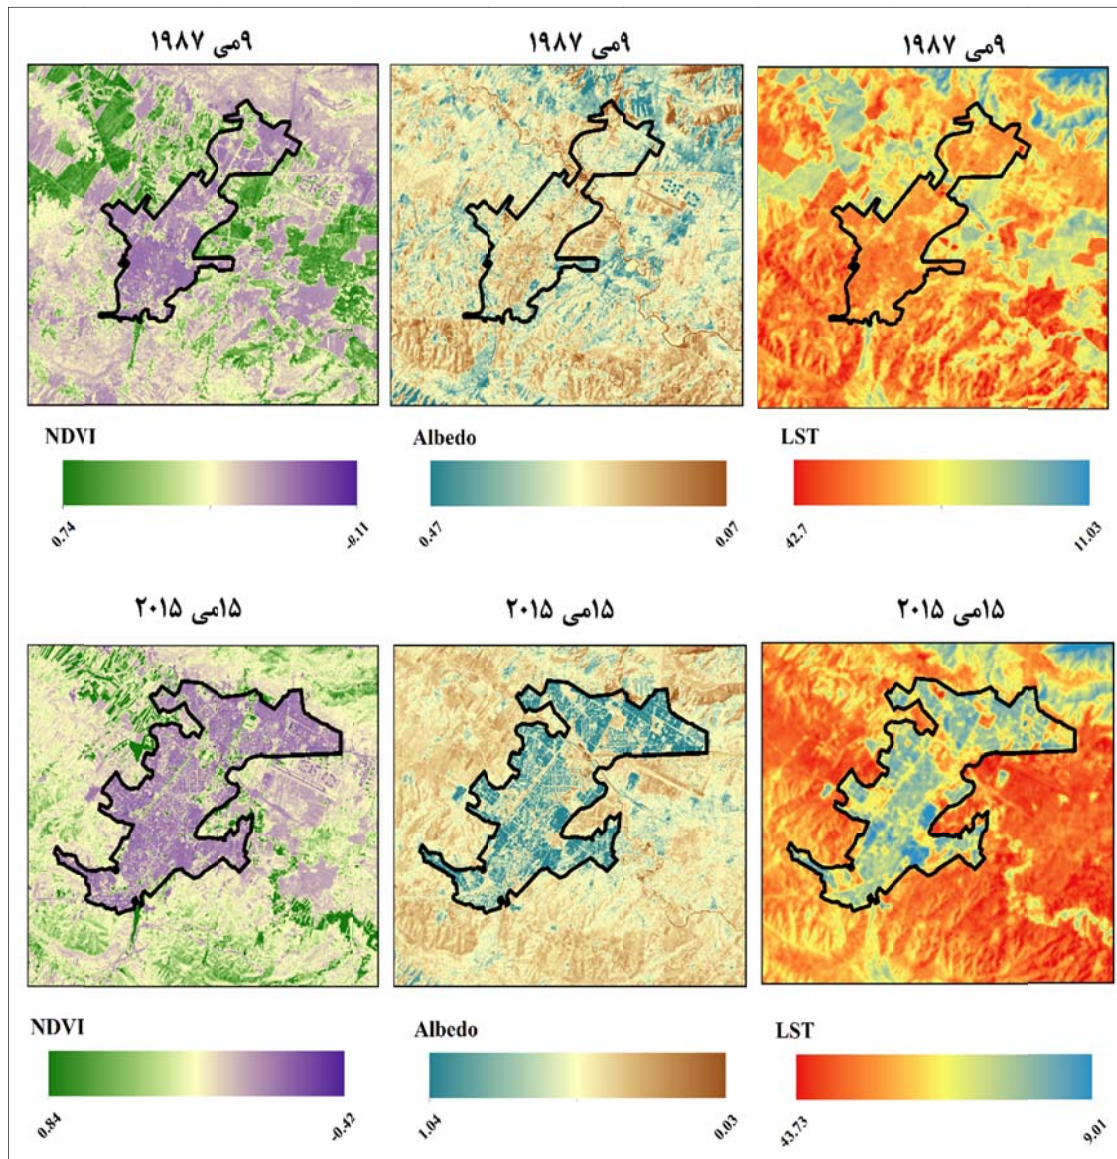 ۹می ۱۹۸۷
۹می ۱۹۸۷
۹می ۱۹۸۷
NDVI
Albedo
LST
0.74
-0.11
0.47
0.07
42.7
11.03
۱۵می ۲۰۱۵
۱۵می ۲۰۱۵
۱۵می ۲۰۱۵
NDVI
Albedo
LST
0.84
-0.42
1.04
0.03
43.73
9.01